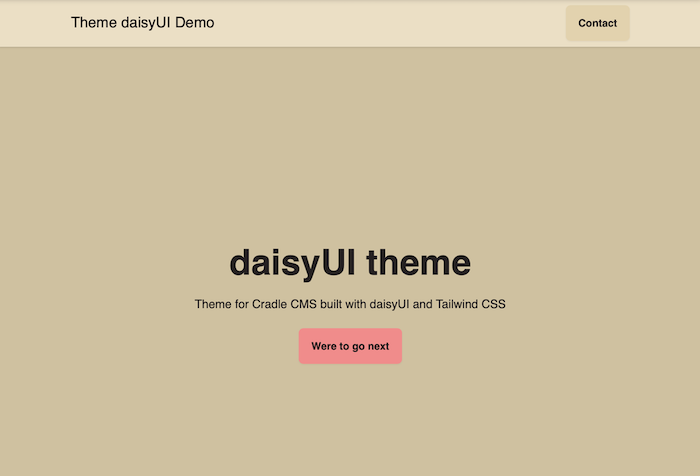 Theme daisyUI Demo
Contact
daisyUI theme
Theme for Cradle CMS built with daisyUI and Tailwind CSS
Were to go next